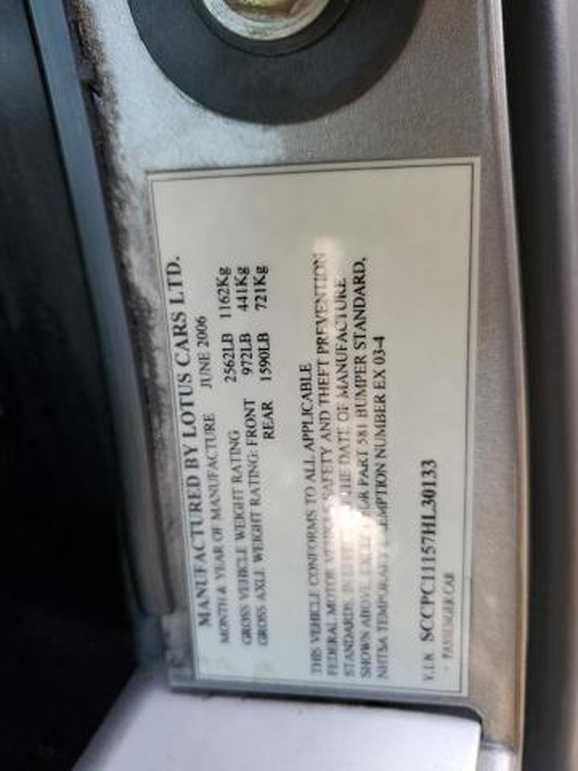 MANUFACTURED BY LOTUS CARS LTD.
MONTH & YEAR OF MANUFACTURE JUNE 2006
GROSS VEHICLE WEIGHT RATING 2562LB 1162Kg
GROSS AXLE WEIGHT RATING: FRONT 972LB 441Kg
REAR 1590LB 721Kg
THIS VEHICLE CONFORMS TO ALL APPLICABLE
FEDERAL MOTOR VEHICLE SAFETY AND THEFT PREVENTION
STANDARDS, THE DATE OF MANUFACTURE
SHOWN ABOVE, EXCEPT FOR PART 581 BUMPER STANDARD,
NHTSA TEMPORARY EXEMPTION NUMBER EX 03-4
V.I.N SCCPC11157HL30133
PASSENGER CAR